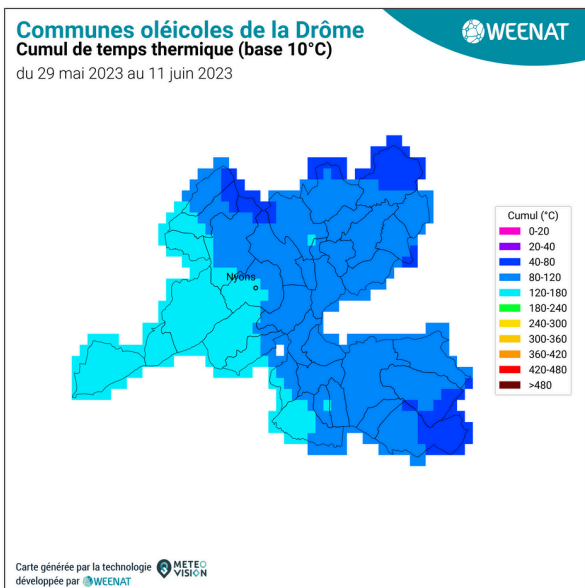 Communes oléicoles de la Drôme
Cumul de temps thermique (base 10°C)
du 29 mai 2023 au 11 juin 2023
WEENAT
Nyons
Cumul (°C)
0-20
20-40
40-80
80-120
120-180
180-240
240-300
300-360
360-420
420-480
>480
Carte générée par la technologie METEO
VISION
développée par WEENAT